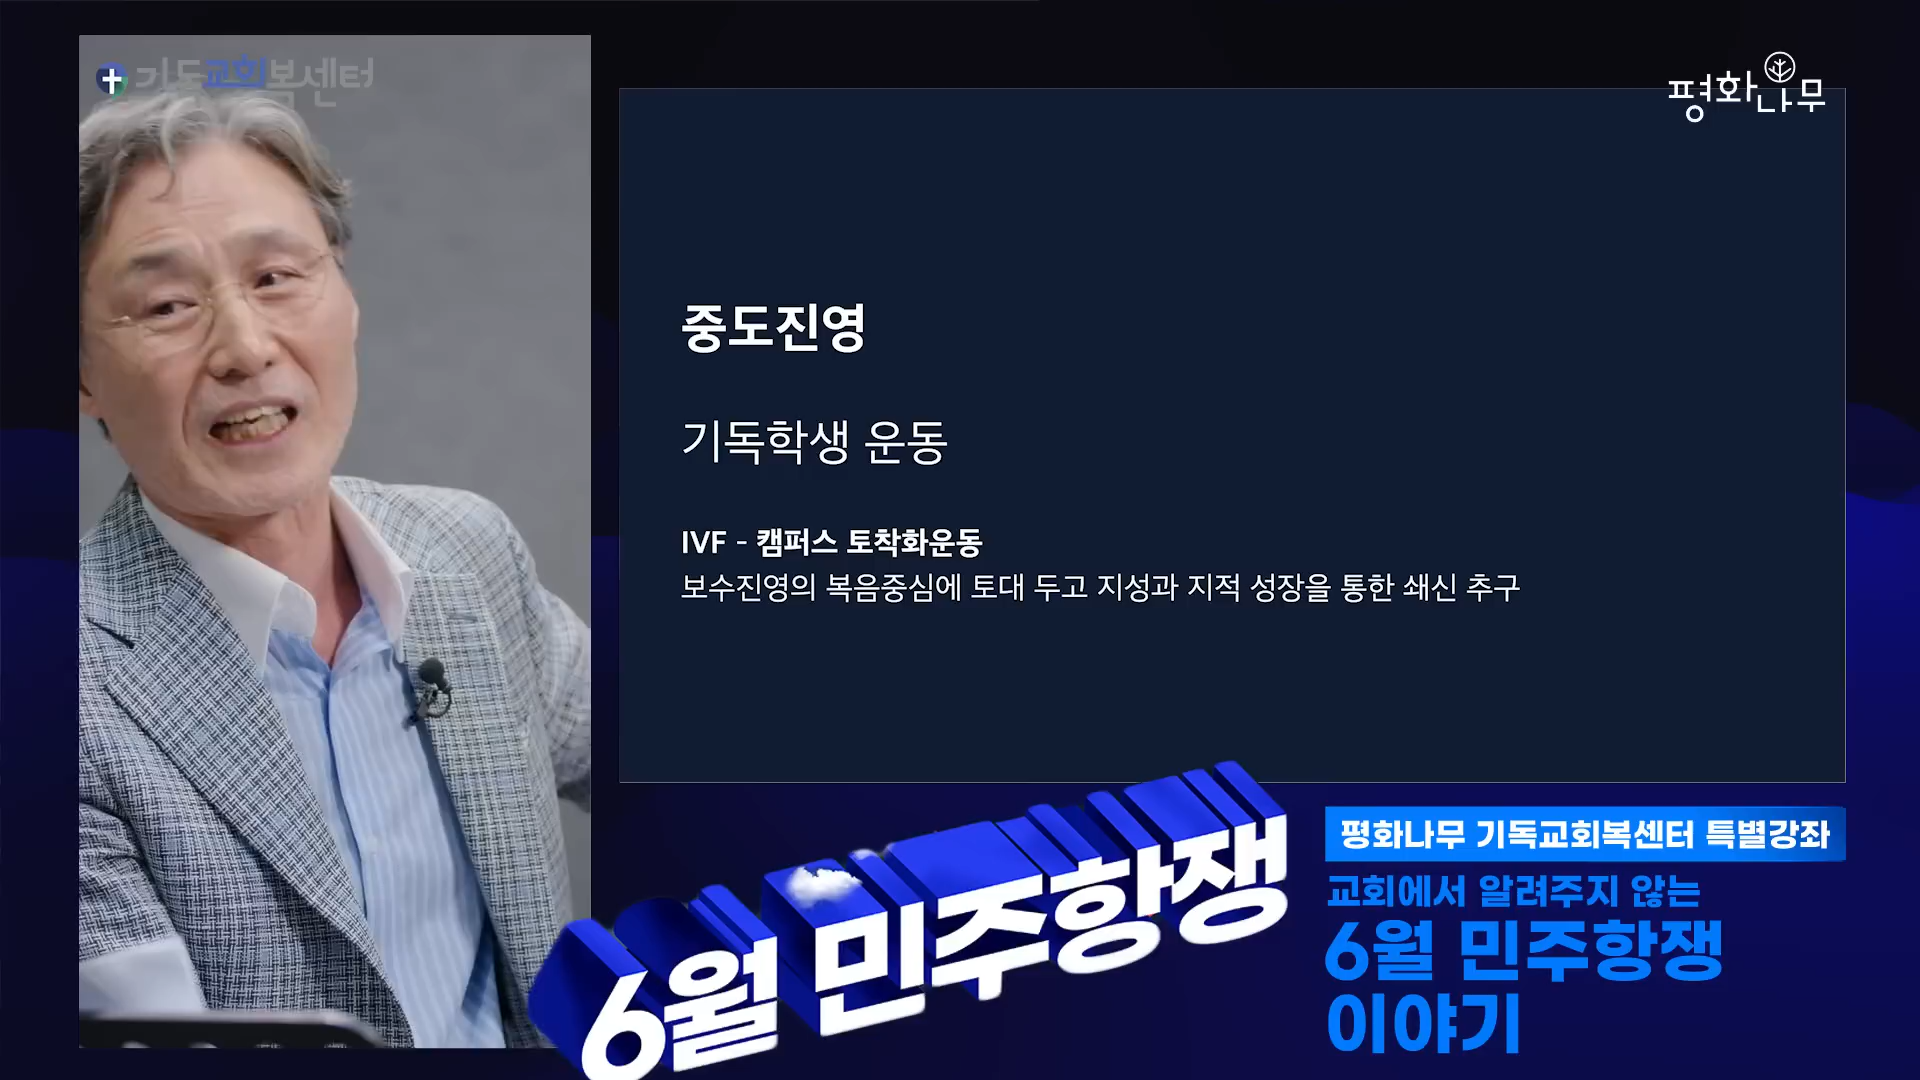 기독교회복센터
평화나무
중도진영
기독학생 운동
IVF - 캠퍼스 토착화운동
보수진영의 복음중심에 토대 두고 지성과 지적 성장을 통한 쇄신 추구
6월 민주항쟁
평화나무 기독교회복센터 특별강좌
교회에서 알려주지 않는
6월 민주항쟁
이야기